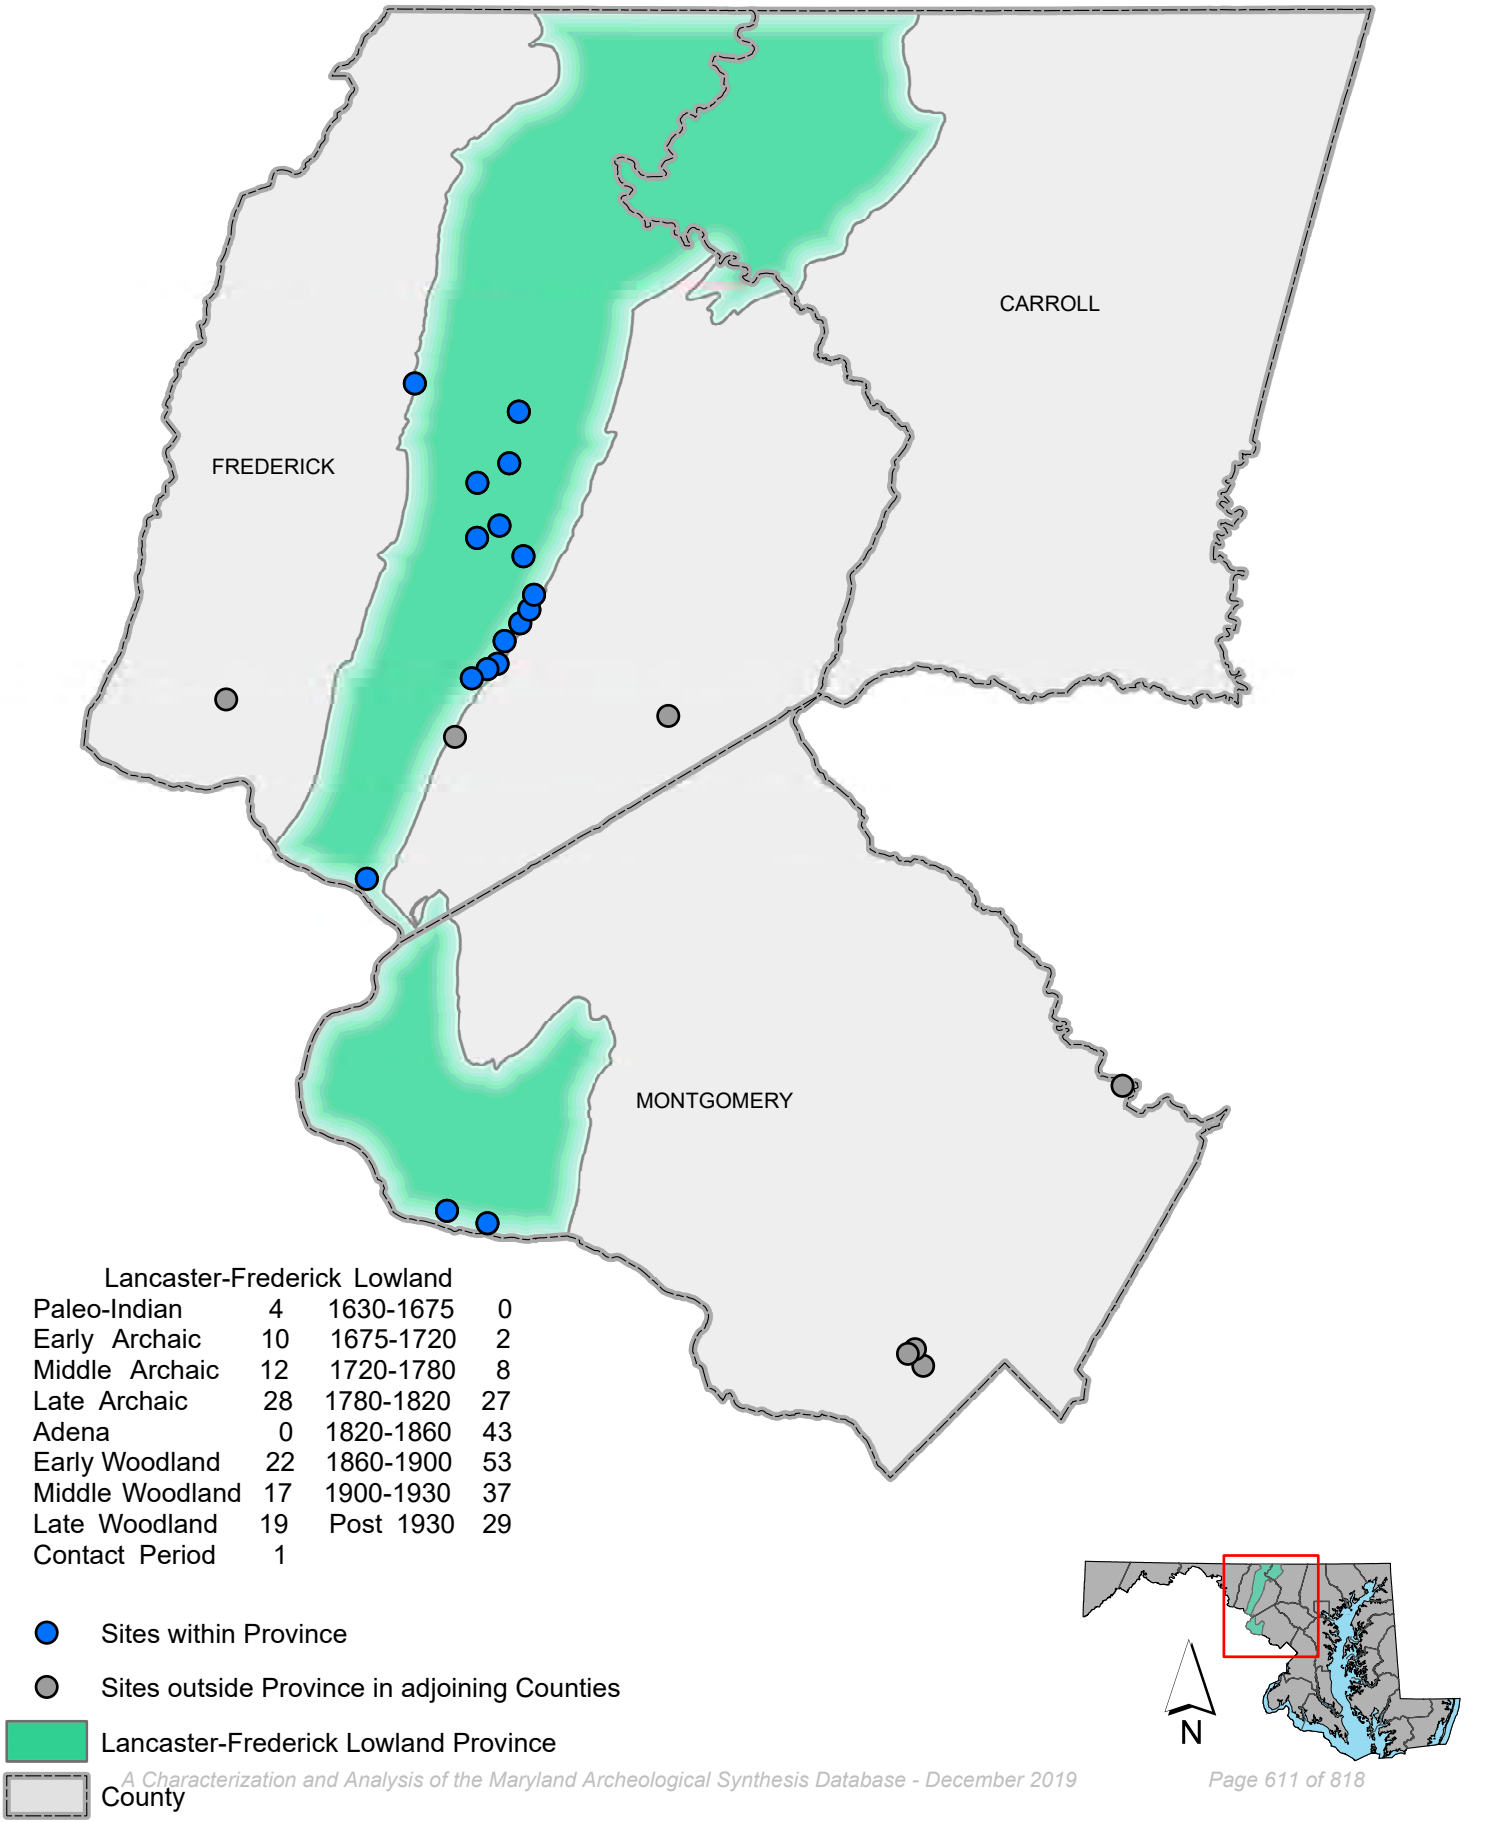 CARROLL
FREDERICK
MONTGOMERY
Lancaster-Frederick Lowland
Paleo-Indian 4 1630-1675 0
Early Archaic 10 1675-1720 2
Middle Archaic 12 1720-1780 8
Late Archaic 28 1780-1820 27
Adena 0 1820-1860 43
Early Woodland 22 1860-1900 53
Middle Woodland 17 1900-1930 37
Late Woodland 19 Post 1930 29
Contact Period 1
Sites within Province
Sites outside Province in adjoining Counties
Lancaster-Frederick Lowland Province
County
N
A Characterization and Analysis of the Maryland Archeological Synthesis Database - December 2019 Page 611 of 818